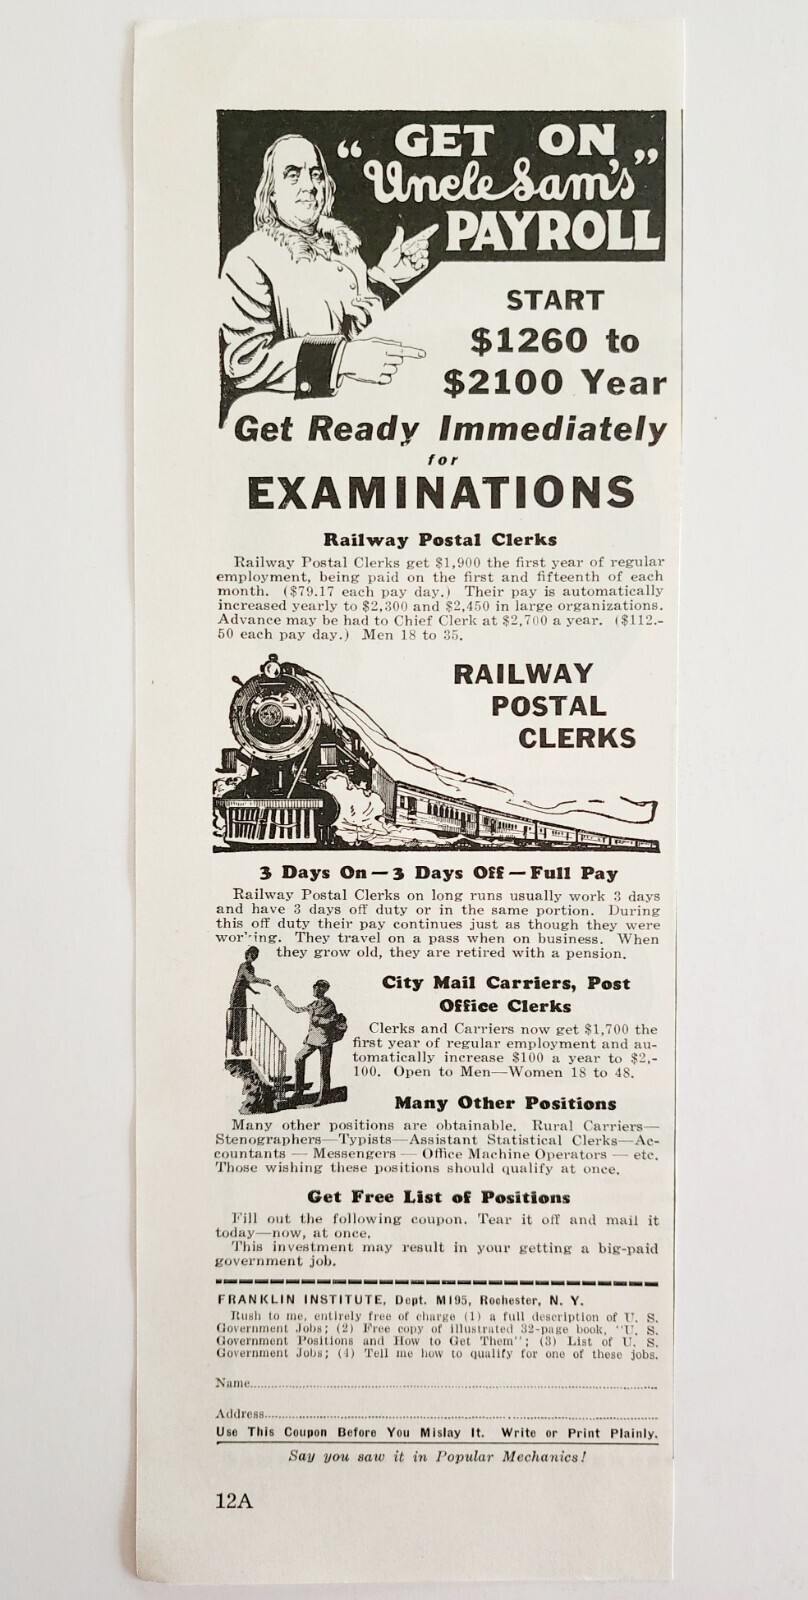 " GET ON
Uncle Sam's "
PAYROLL
START
$1260 to
$2100 Year
Get Ready Immediately
for
EXAMINATIONS
Railway Postal Clerks
Railway Postal Clerks get $1,900 the first year of regular
employment, being paid on the first and fifteenth of each
month. ($79.17 each pay day.) Their pay is automatically
increased yearly to $2,300 and $2,450 in large organizations.
Advance may be had to Chief Clerk at $2,700 a year. ($112.-
50 each pay day.) Men 18 to 35.
RAILWAY
POSTAL
CLERKS
3 Days On—3 Days Off—Full Pay
Railway Postal Clerks on long runs usually work 3 days
and have 3 days off duty or in the same portion. During
this off duty their pay continues just as though they were
working. They travel on a pass when on business. When
they grow old, they are retired with a pension.
City Mail Carriers, Post
Office Clerks
Clerks and Carriers now get $1,700 the
first year of regular employment and au-
tomatically increase $100 a year to $2,-
100. Open to Men—Women 18 to 48.
Many Other Positions
Many other positions are obtainable. Rural Carriers—
Stenographers—Typists—Assistant Statistical Clerks—Ac-
countants — Messengers — Office Machine Operators — etc.
Those wishing these positions should qualify at once.
Get Free List of Positions
Fill out the following coupon. Tear it off and mail it
today—now, at once.
This investment may result in your getting a big-paid
government job.
FRANKLIN INSTITUTE, Dept. M195, Rochester, N. Y.
Rush to me, entirely free of charge (1) a full description of U. S.
Government Jobs; (2) Free copy of illustrated 32-page book, "U. S.
Government Positions and How to Get Them"; (3) List of U. S.
Government Jobs; (4) Tell me how to qualify for one of these jobs.
Name
Address
Use This Coupon Before You Mislay It. Write or Print Plainly.
Say you saw it in Popular Mechanics!
12A